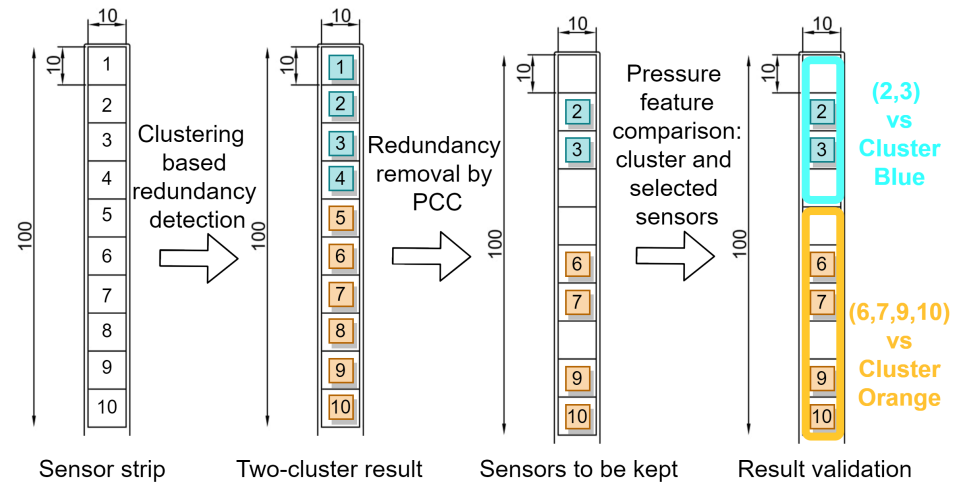 10
10
100
1
2
3
4
5
6
7
8
9
10
Sensor strip
Clustering
based
redundancy
detection
10
10
100
1
2
3
4
5
6
7
8
9
10
Two-cluster result
Redundancy
removal by
PCC
10
10
100
2
3
6
7
9
10
Sensors to be kept
Pressure
feature
comparison:
cluster and
selected
sensors
10
10
100
2
3
6
7
9
10
Result validation
(2,3)
vs
Cluster
Blue
(6,7,9,10)
vs
Cluster
Orange